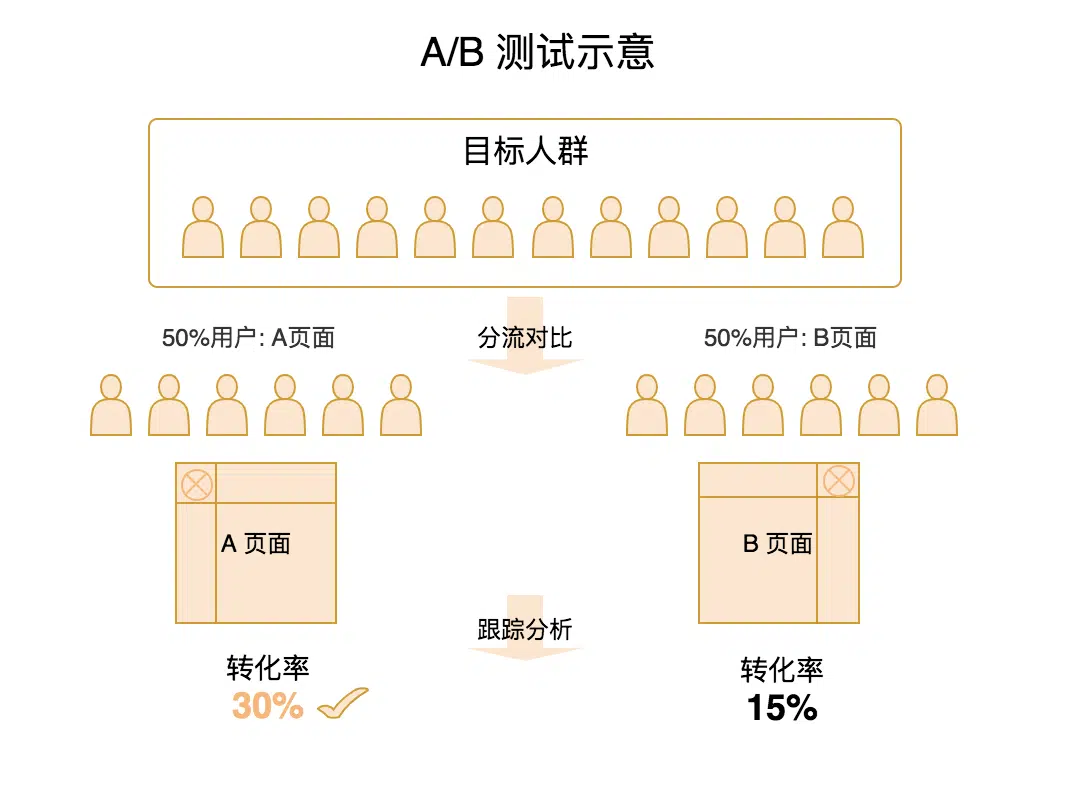 A/B 测试示意
目标人群
50%用户: A页面
分流对比
50%用户: B页面
A 页面
B 页面
跟踪分析
转化率
30%
转化率
15%